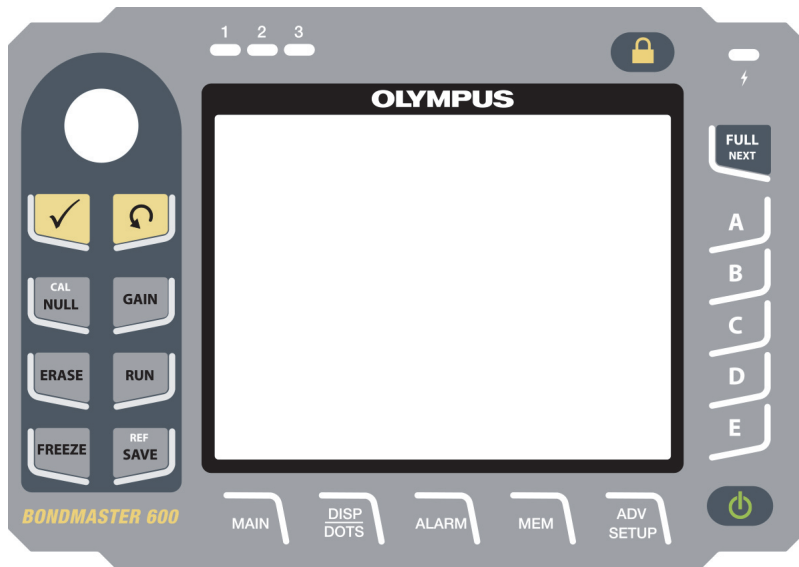 1 2 3
OLYMPUS
FULL
NEXT
CAL
NULL
GAIN
A
B
C
D
E
ERASE
RUN
FREEZE
REF
SAVE
BONDMASTER 600
MAIN
DISP
DOTS
ALARM
MEM
ADV
SETUP